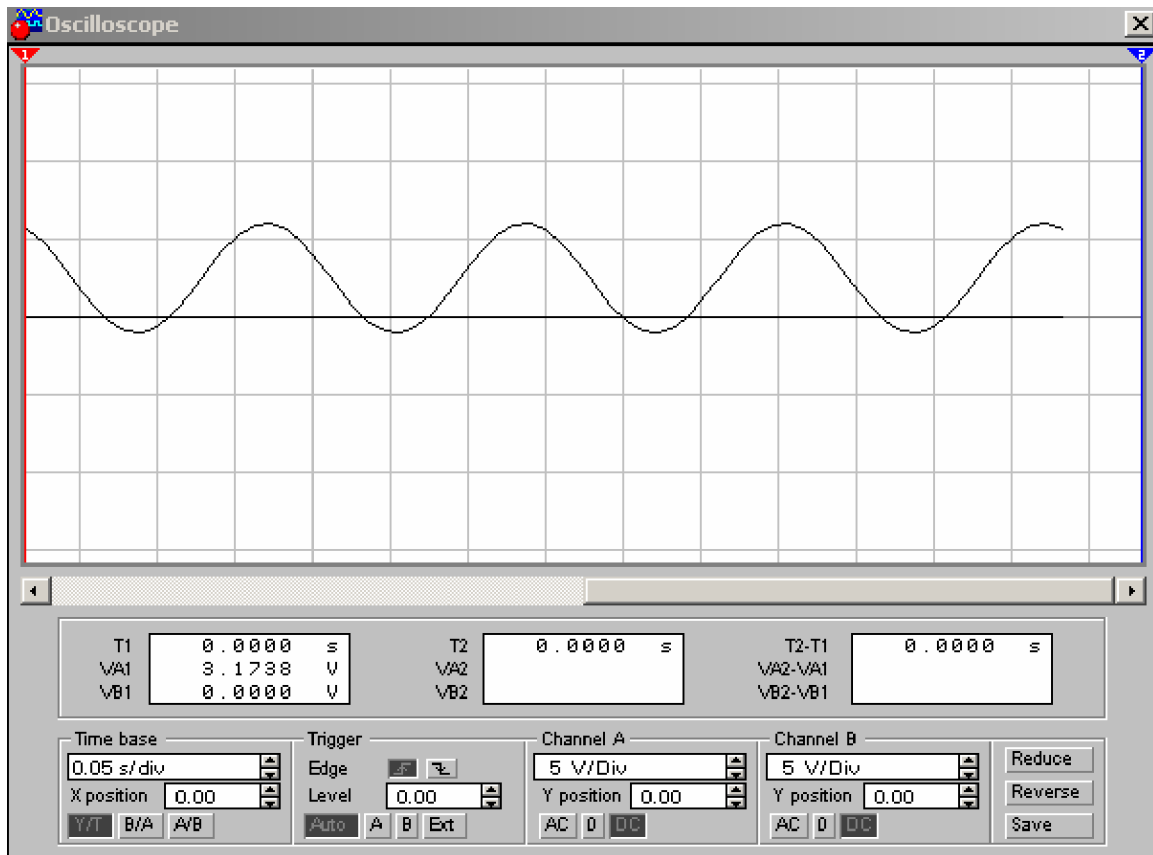 Oscilloscope
1 2
T1 0.0000 s T2 0.0000 s T2-T1 0.0000 s
VA1 3.1738 V VA2 VA2-VA1
VB1 0.0000 V VB2 VB2-VB1
Time base Trigger Channel A Channel B
0.05 s/div Edge 5 V/Div 5 V/Div Reduce
X position 0.00 Level 0.00 Y position 0.00 Y position 0.00 Reverse
Y/T B/A A/B Auto A B Ext AC 0 DC AC 0 DC Save